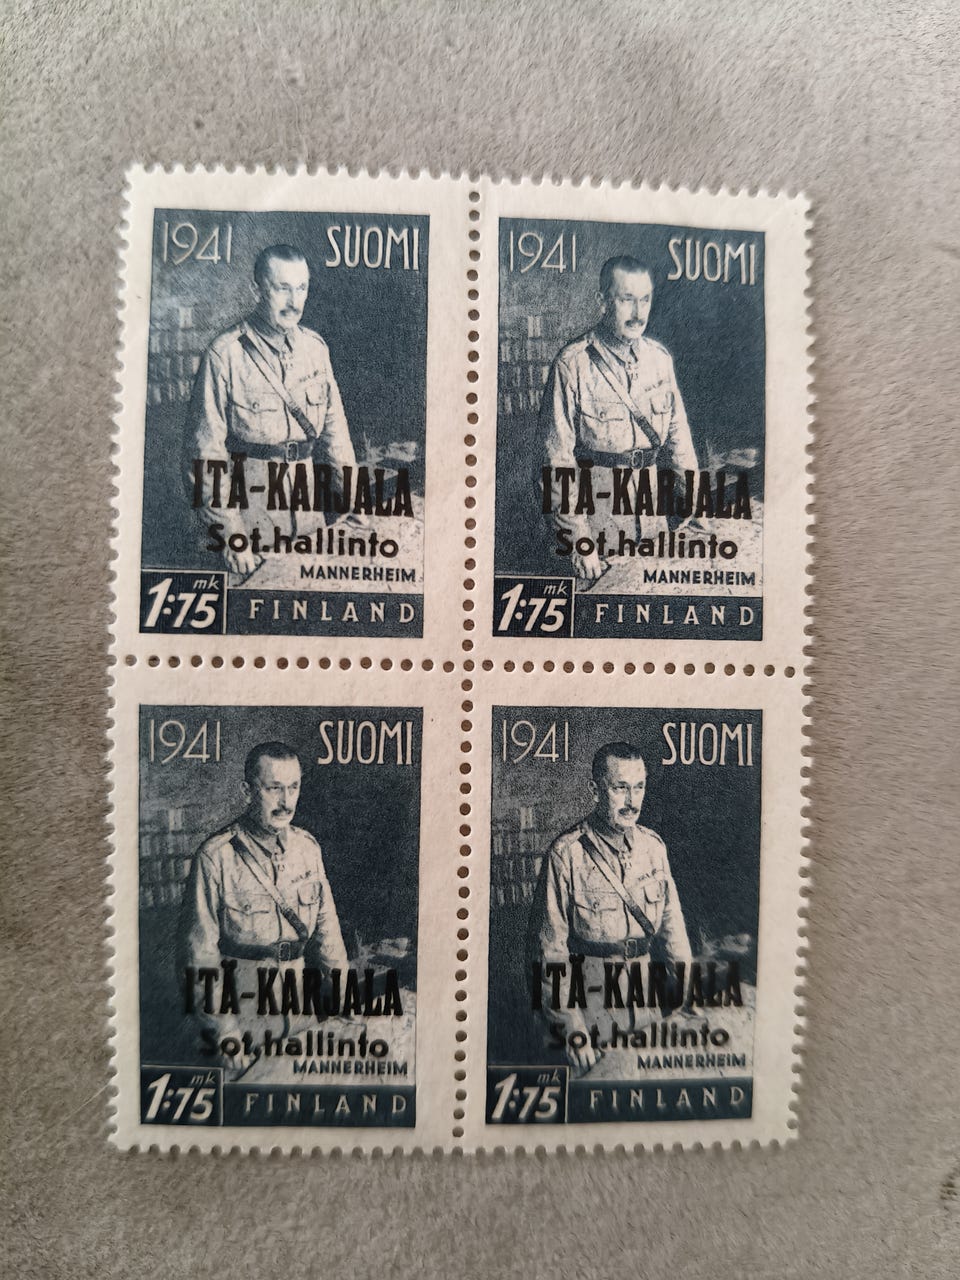 1941 SUOMI
ITÄ-KARJALA
Sot.hallinto
MANNERHEIM
1:75 mk FINLAND
1941 SUOMI
ITÄ-KARJALA
Sot.hallinto
MANNERHEIM
1:75 mk FINLAND
1941 SUOMI
ITÄ-KARJALA
Sot.hallinto
MANNERHEIM
1:75 mk FINLAND
1941 SUOMI
ITÄ-KARJALA
Sot.hallinto
MANNERHEIM
1:75 mk FINLAND